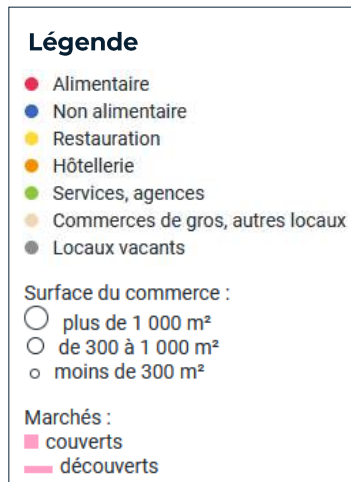 Légende
Alimentaire
Non alimentaire
Restauration
Hôtellerie
Services, agences
Commerces de gros, autres locaux
Locaux vacants
Surface du commerce :
plus de 1 000 m²
de 300 à 1 000 m²
moins de 300 m²
Marchés :
couverts
découverts